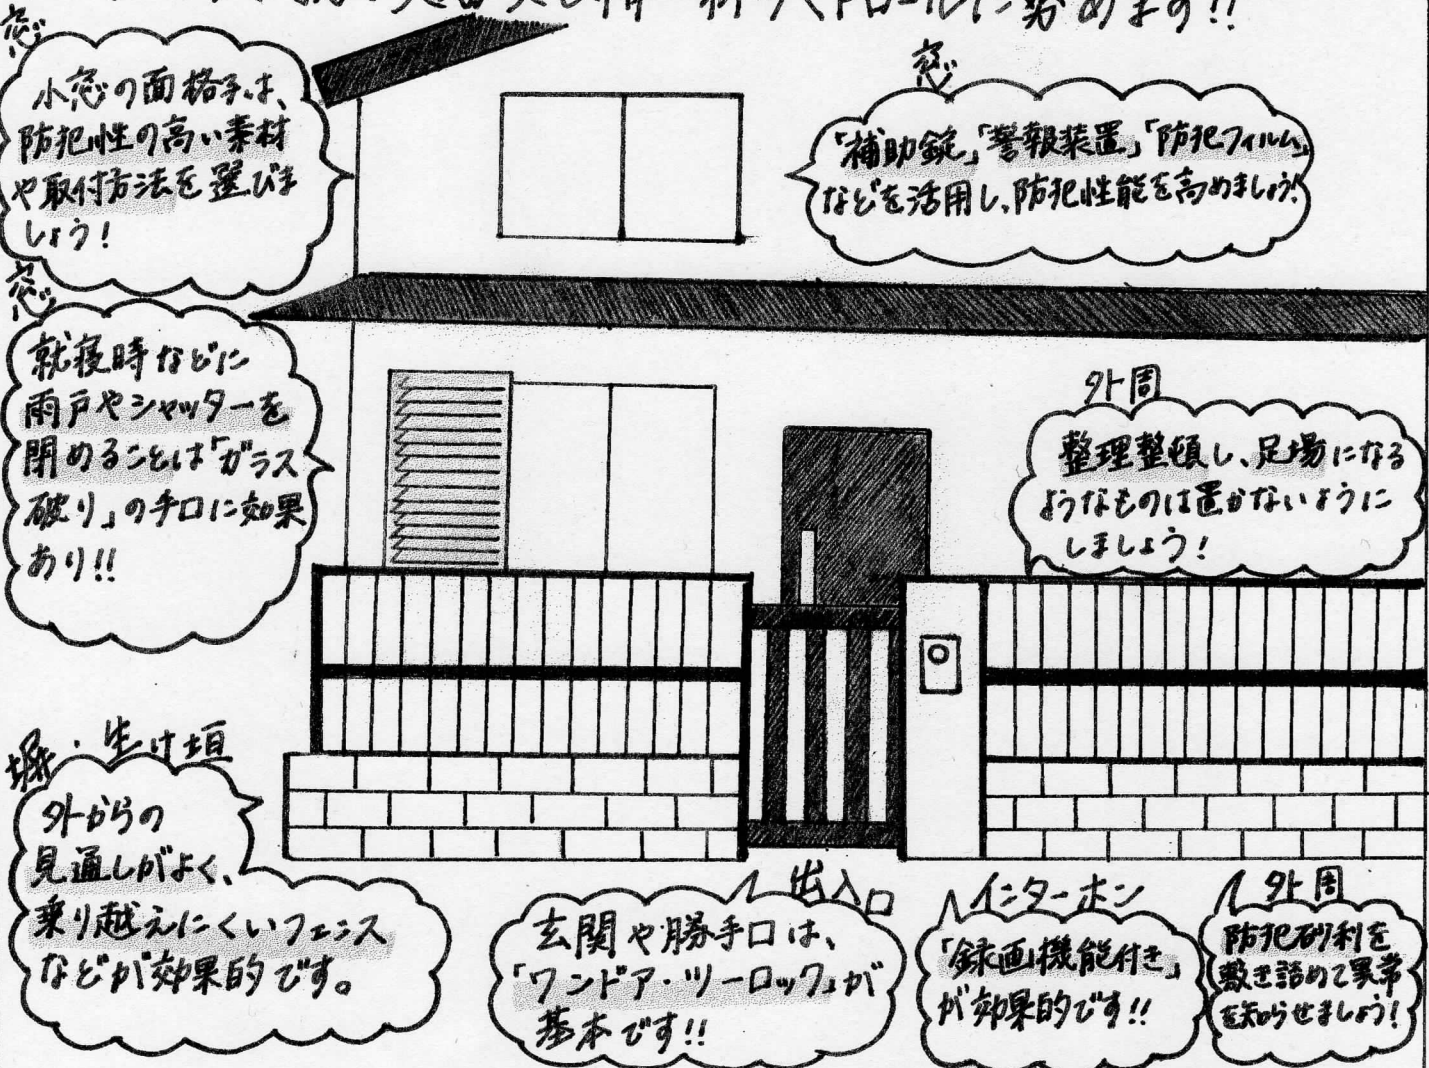 パトロールに努めます!!
窓
小窓の面格子は、
防犯性の高い素材
や取付方法を選びま
しょう!
窓
「補助錠」「警報装置」「防犯フィルム」
などを活用し、防犯性能を高めましょう!
窓
就寝時などに
雨戸やシャッターを
閉めることは「ガラス
破り」の手口に効果
あり!!
外周
整理整頓し、足場になる
ようなものは置かないように
しましょう!
塀・生け垣
外からの
見通しがよく、
乗り越えにくいフェンス
などが効果的です。
出入口
玄関や勝手口は、
「ワンドア・ツーロック」が
基本です!!
インターホン
「録画機能付き」
が効果的です!!
外周
防犯砂利を
敷き詰めて異常
を知らせましょう!